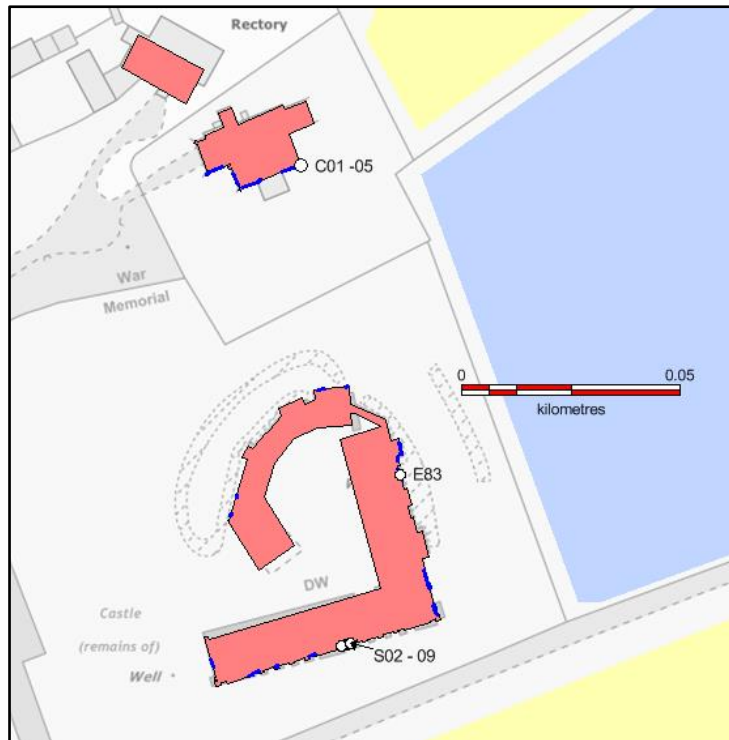 Rectory
C01 -05
War
Memorial
0
0.05
kilometres
E83
DW
Castle
(remains of)
Well
S02 - 09